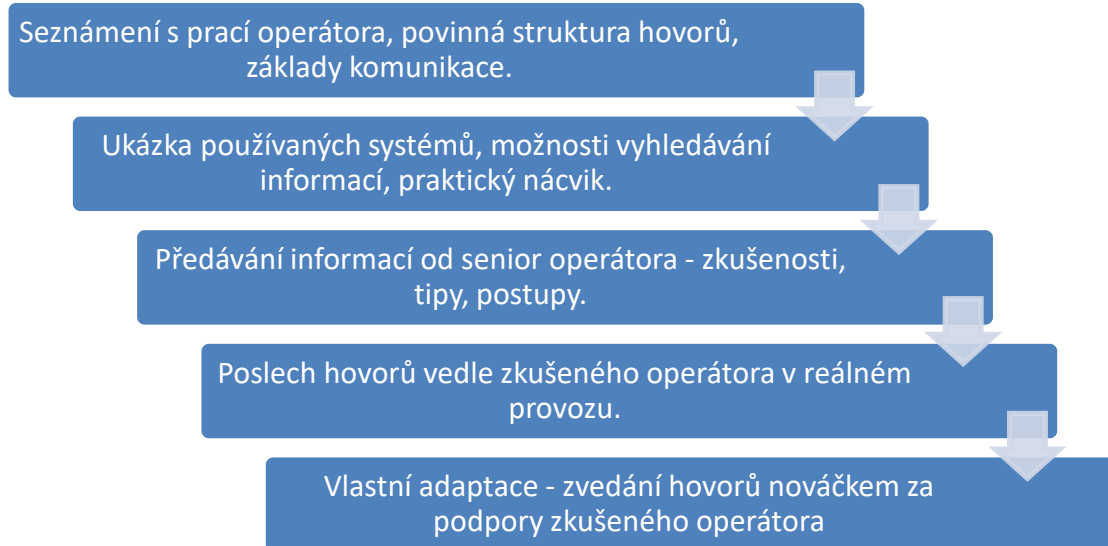 Seznámení s prací operátora, povinná struktura hovorů,
základy komunikace.
Ukázka používaných systémů, možnosti vyhledávání
informací, praktický nácvik.
Předávání informací od senior operátora - zkušenosti,
tipy, postupy.
Poslech hovorů vedle zkušeného operátora v reálném
provozu.
Vlastní adaptace - zvedání hovorů nováčkem za
podpory zkušeného operátora